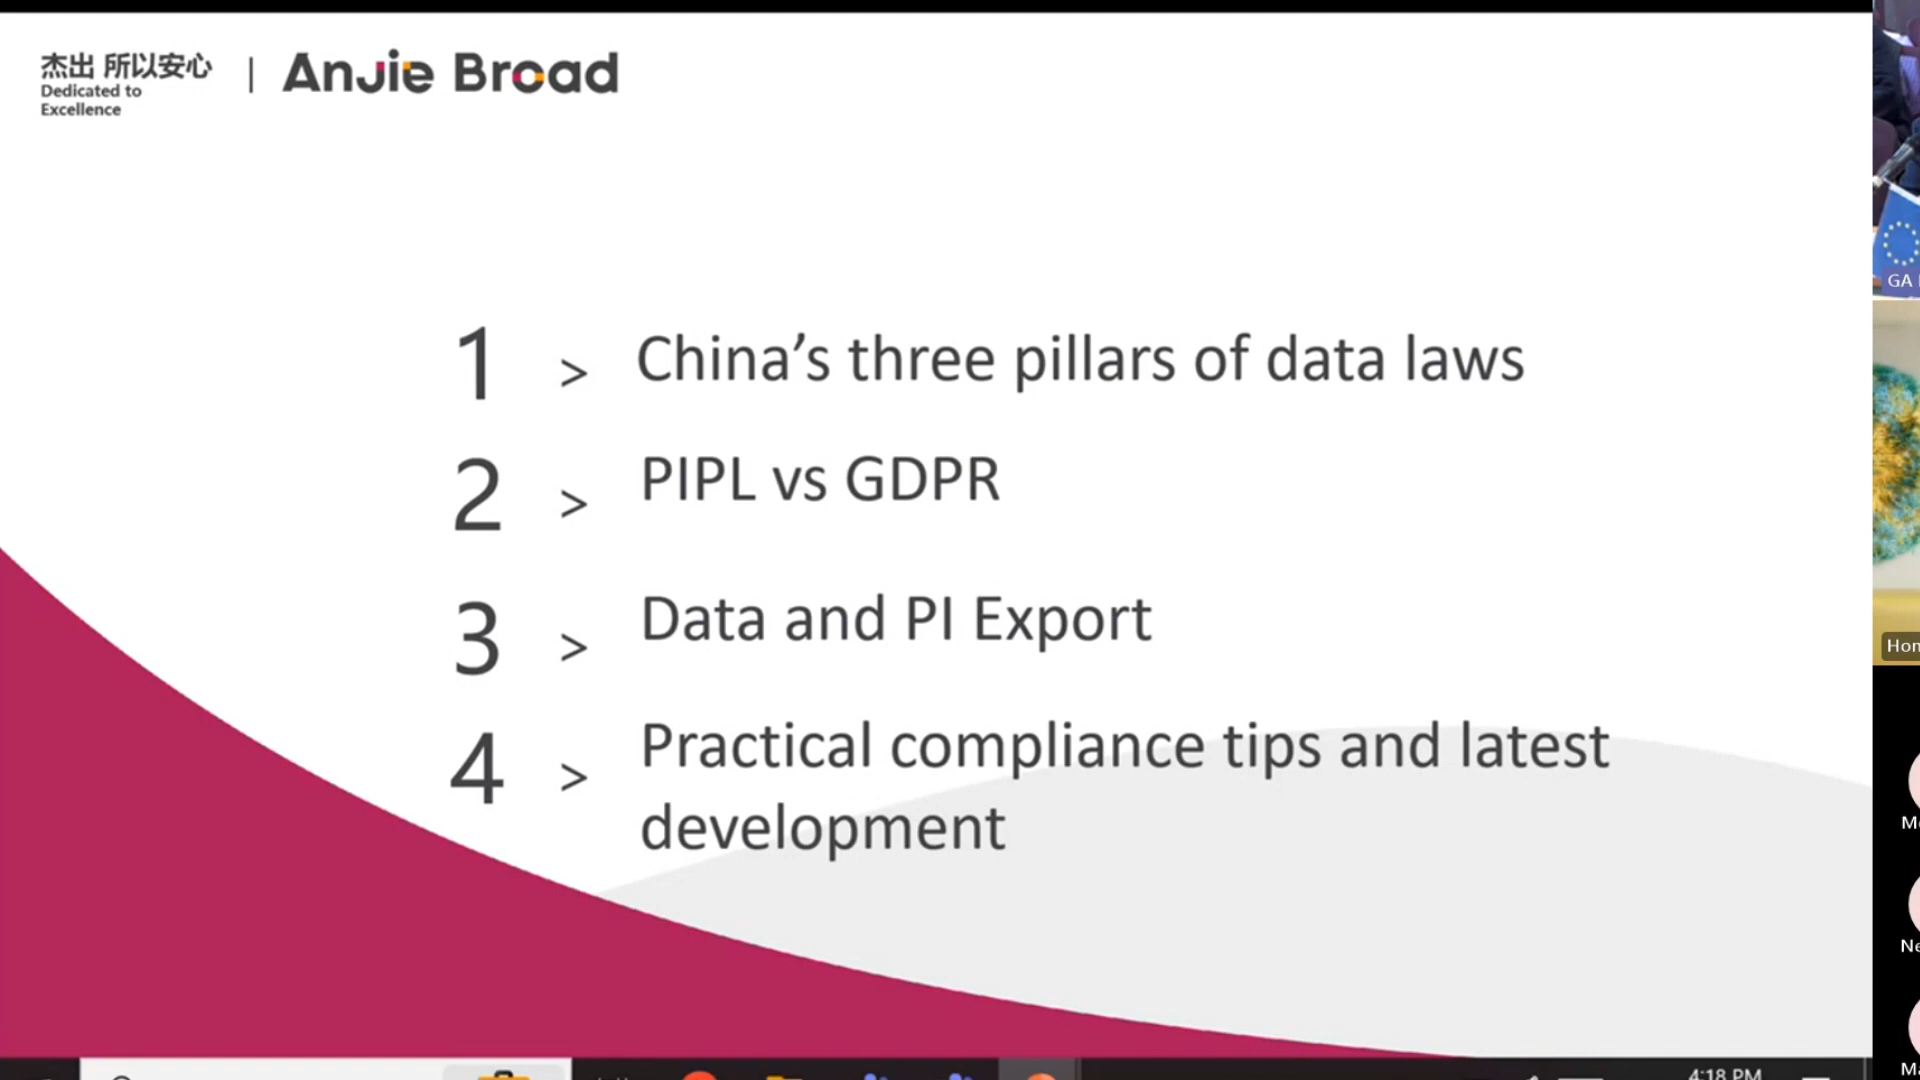 杰出 所以安心
Dedicated to
Excellence
AnJie Broad
1 > China’s three pillars of data laws
2 > PIPL vs GDPR
3 > Data and PI Export
4 > Practical compliance tips and latest
development
GA
4:18 PM